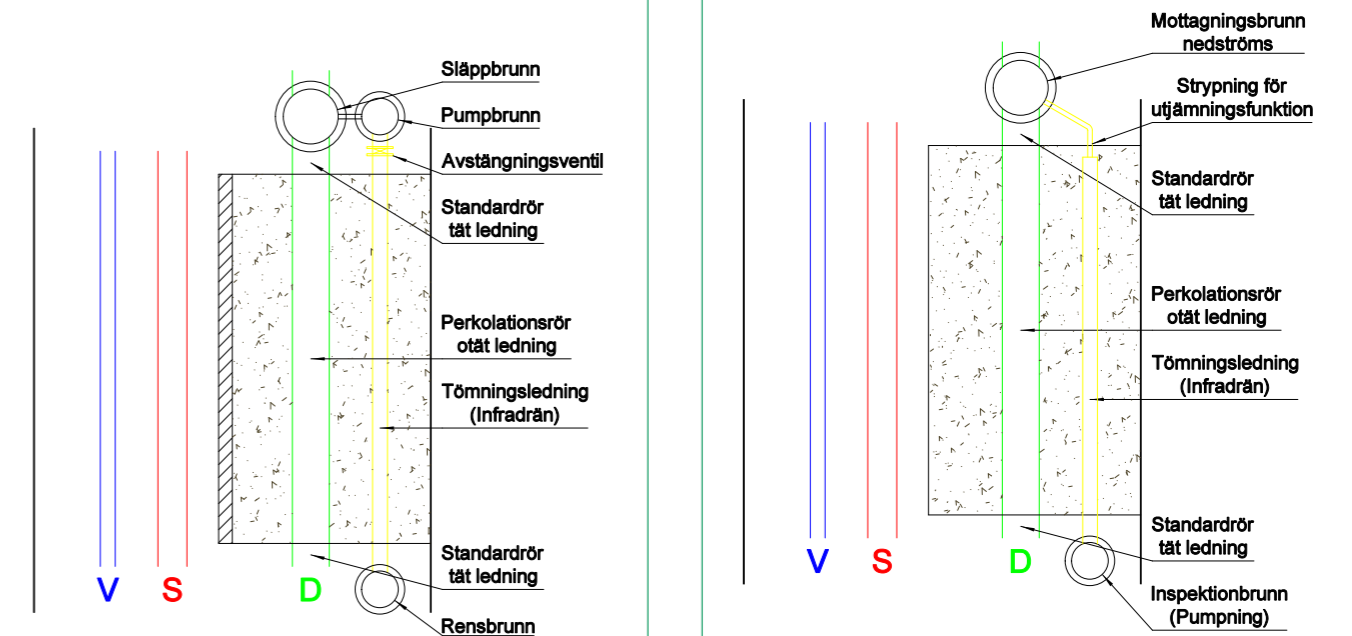 Släppbrunn
Pumpbrunn
Avstängningsventil
Standardrör
tät ledning
Perkolationsrör
otät ledning
Tömningsledning
(Infradrän)
Standardrör
tät ledning
V S D
Rensbrunn
Mottagningsbrunn
nedströms
Strypning för
utjämningsfunktion
Standardrör
tät ledning
Perkolationsrör
otät ledning
Tömningsledning
(Infradrän)
Standardrör
tät ledning
V S D
Inspektionbrunn
(Pumpning)